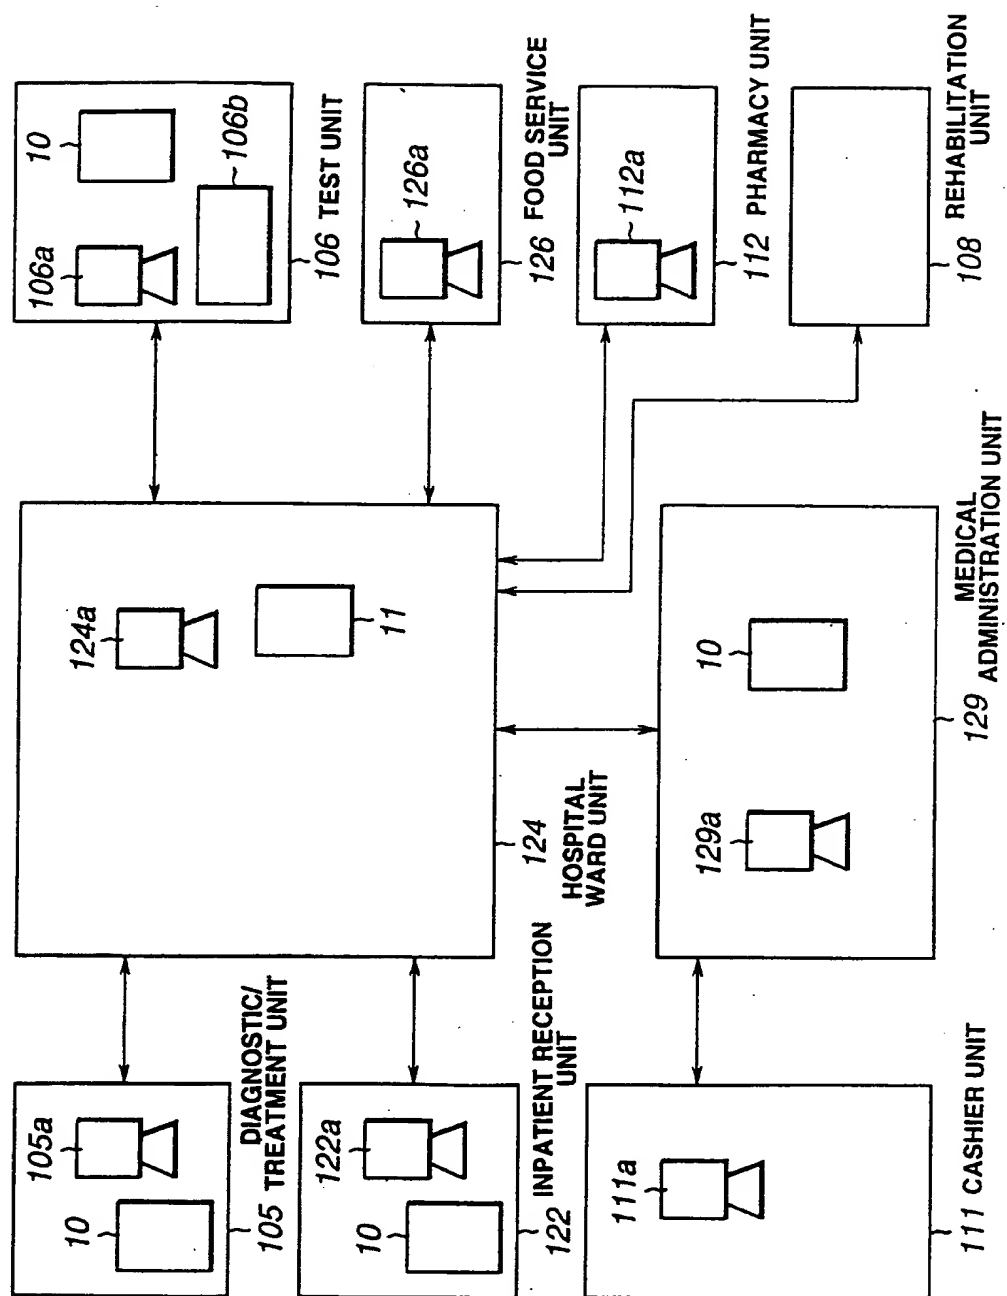 10
105a
105 DIAGNOSTIC/
TREATMENT UNIT
10
122a
122 INPATIENT RECEPTION
UNIT
111a
111 CASHIER UNIT
124a
11
124
HOSPITAL
WARD UNIT
129a
10
129 MEDICAL
ADMINISTRATION UNIT
106a
10
106b
106 TEST UNIT
126a
126 FOOD SERVICE
UNIT
112a
112 PHARMACY UNIT
108 REHABILITATION
UNIT